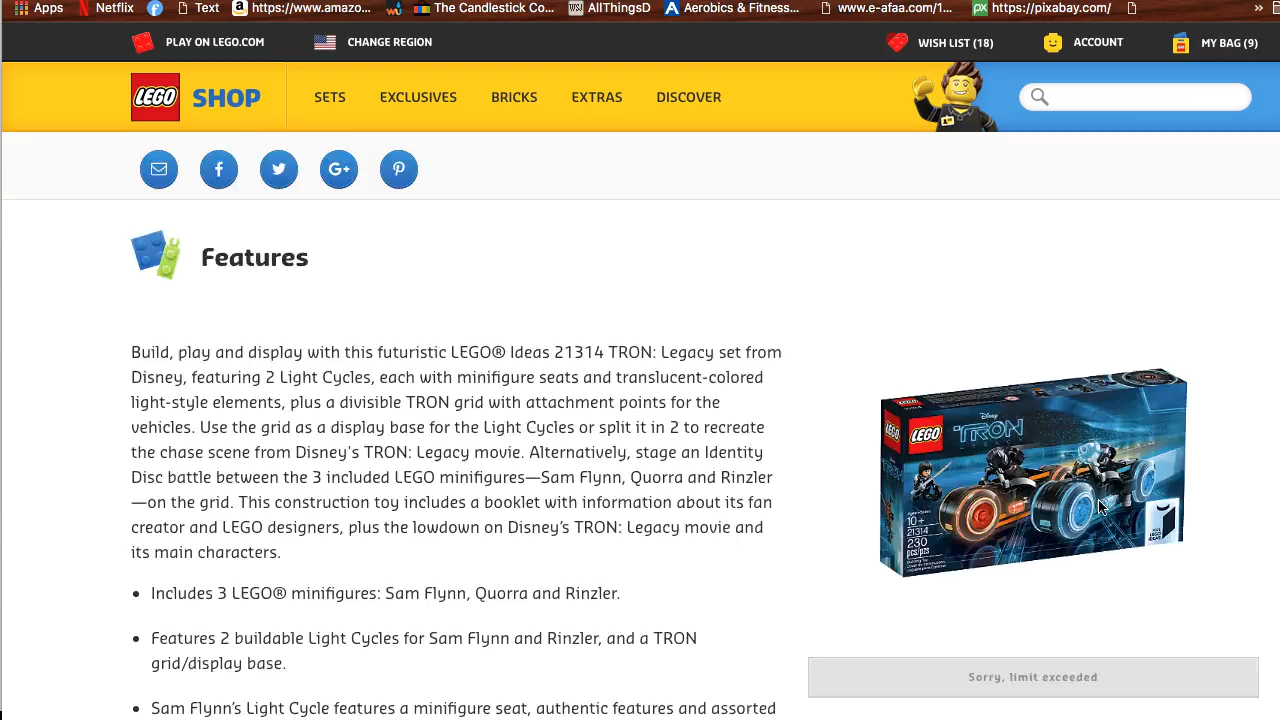 Apps Netflix Text https://www.amazo... The Candlestick Co... WSJ AllThingsD Aerobics & Fitness... www.e-afaa.com/1... px https://pixabay.com/ »
PLAY ON LEGO.COM CHANGE REGION WISH LIST (18) ACCOUNT MY BAG (9)
LEGO SHOP SETS EXCLUSIVES BRICKS EXTRAS DISCOVER
Features
Build, play and display with this futuristic LEGO® Ideas 21314 TRON: Legacy set from
Disney, featuring 2 Light Cycles, each with minifigure seats and translucent-colored
light-style elements, plus a divisible TRON grid with attachment points for the
vehicles. Use the grid as a display base for the Light Cycles or split it in 2 to recreate
the chase scene from Disney's TRON: Legacy movie. Alternatively, stage an Identity
Disc battle between the 3 included LEGO minifigures—Sam Flynn, Quorra and Rinzler
—on the grid. This construction toy includes a booklet with information about its fan
creator and LEGO designers, plus the lowdown on Disney's TRON: Legacy movie and
its main characters.
• Includes 3 LEGO® minifigures: Sam Flynn, Quorra and Rinzler.
• Features 2 buildable Light Cycles for Sam Flynn and Rinzler, and a TRON
grid/display base.
• Sam Flynn's Light Cycle features a minifigure seat, authentic features and assorted
LEGO
Disney
LEGO TRON
10+
21314
230
pcs/pzs
Sorry, limit exceeded